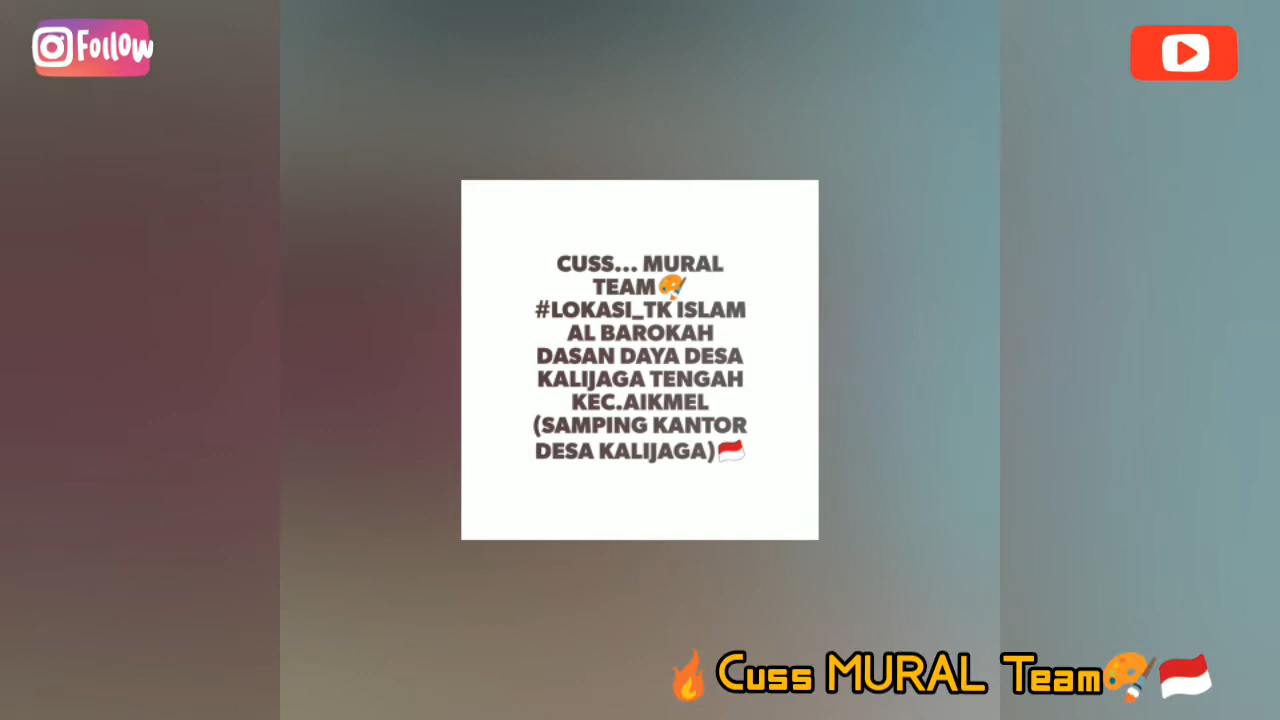 Follow
CUSS... MURAL
TEAM🎨
#LOKASI_TK ISLAM
AL BAROKAH
DASAN DAYA DESA
KALIJAGA TENGAH
KEC.AIKMEL
(SAMPING KANTOR
DESA KALIJAGA)🇮🇩
🔥Cuss MURAL Team🎨🇮🇩